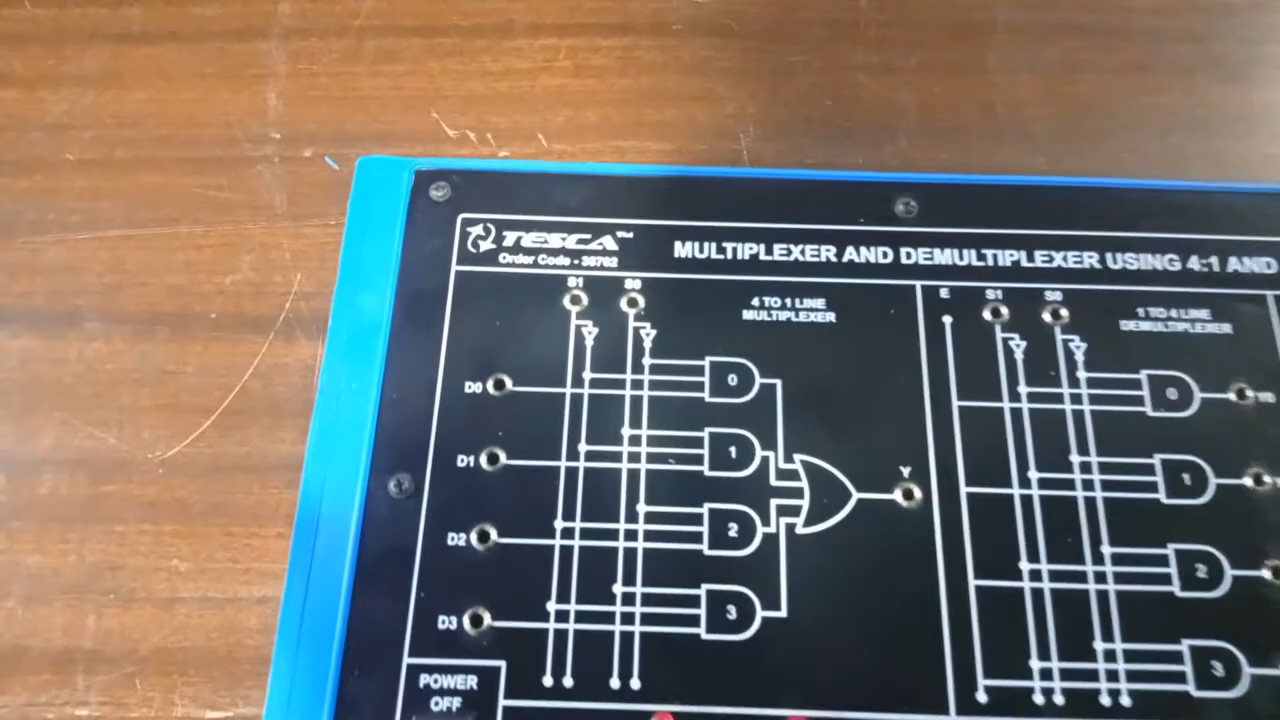 TESCA™
Order Code - 38782
MULTIPLEXER AND DEMULTIPLEXER USING 4:1 AND
S1 S0
4 TO 1 LINE
MULTIPLEXER
D0
D1
D2
D3
0
1
2
3
Y
E S1 S0
1 TO 4 LINE
DEMULTIPLEXER
0
1
2
3
POWER
OFF